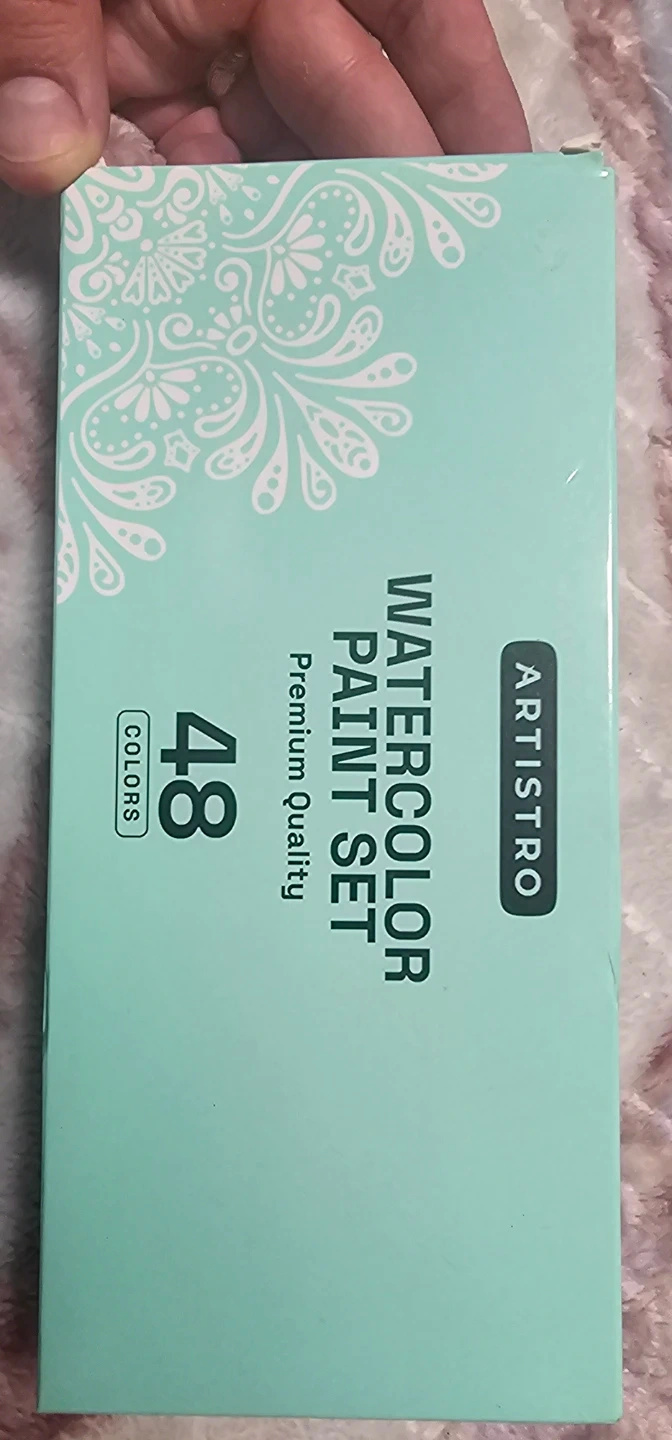 ARTISTRO
WATERCOLOR
PAINT SET
Premium Quality
48
COLORS